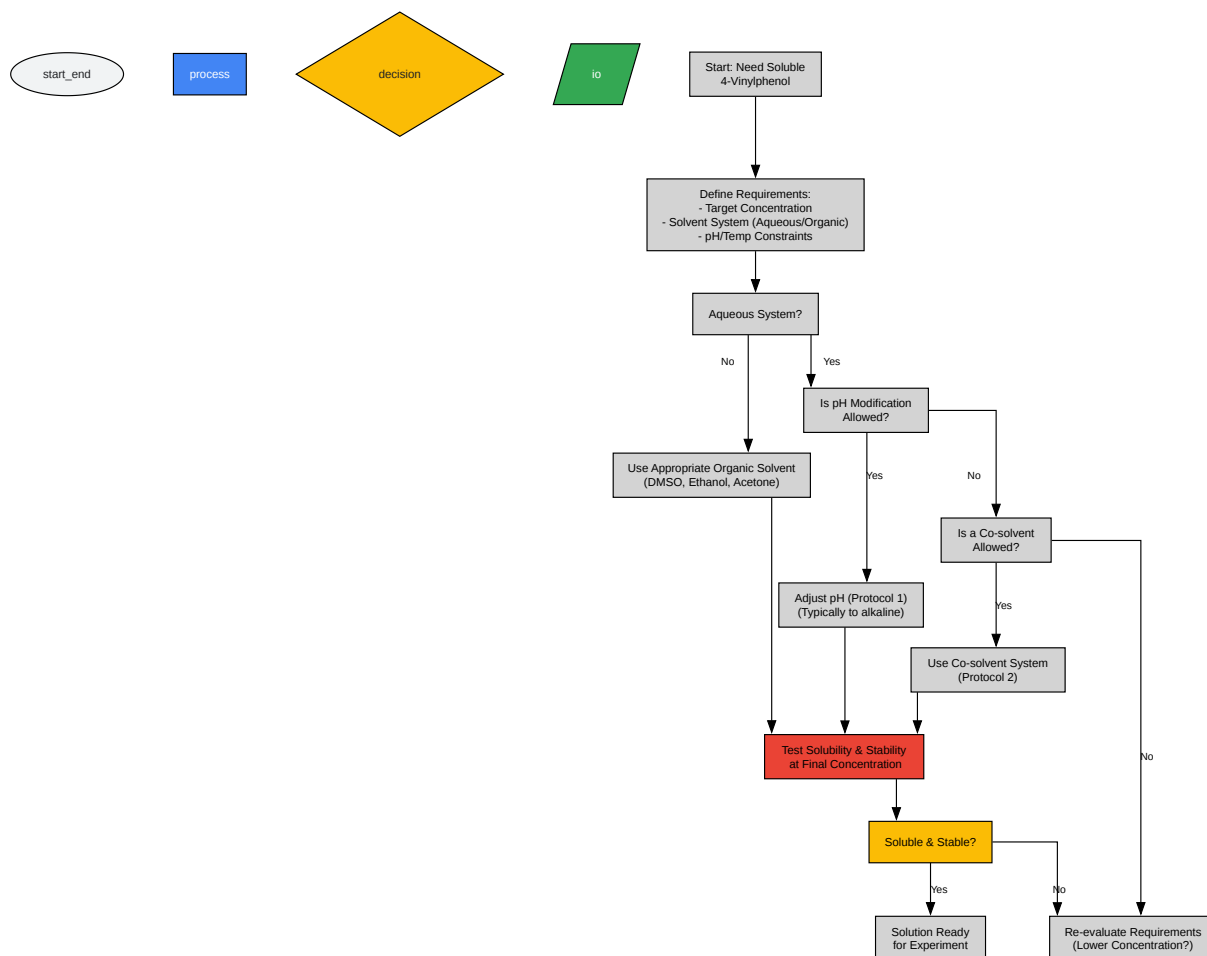 start_end
process
decision
io
Start: Need Soluble
4-Vinylphenol
Define Requirements:
- Target Concentration
- Solvent System (Aqueous/Organic)
- pH/Temp Constraints
Aqueous System?
No
Yes
Is pH Modification
Allowed?
Use Appropriate Organic Solvent
(DMSO, Ethanol, Acetone)
Yes
No
Is a Co-solvent
Allowed?
Adjust pH (Protocol 1)
(Typically to alkaline)
Yes
Use Co-solvent System
(Protocol 2)
Test Solubility & Stability
at Final Concentration
No
Soluble & Stable?
Yes
No
Solution Ready
for Experiment
Re-evaluate Requirements
(Lower Concentration?)